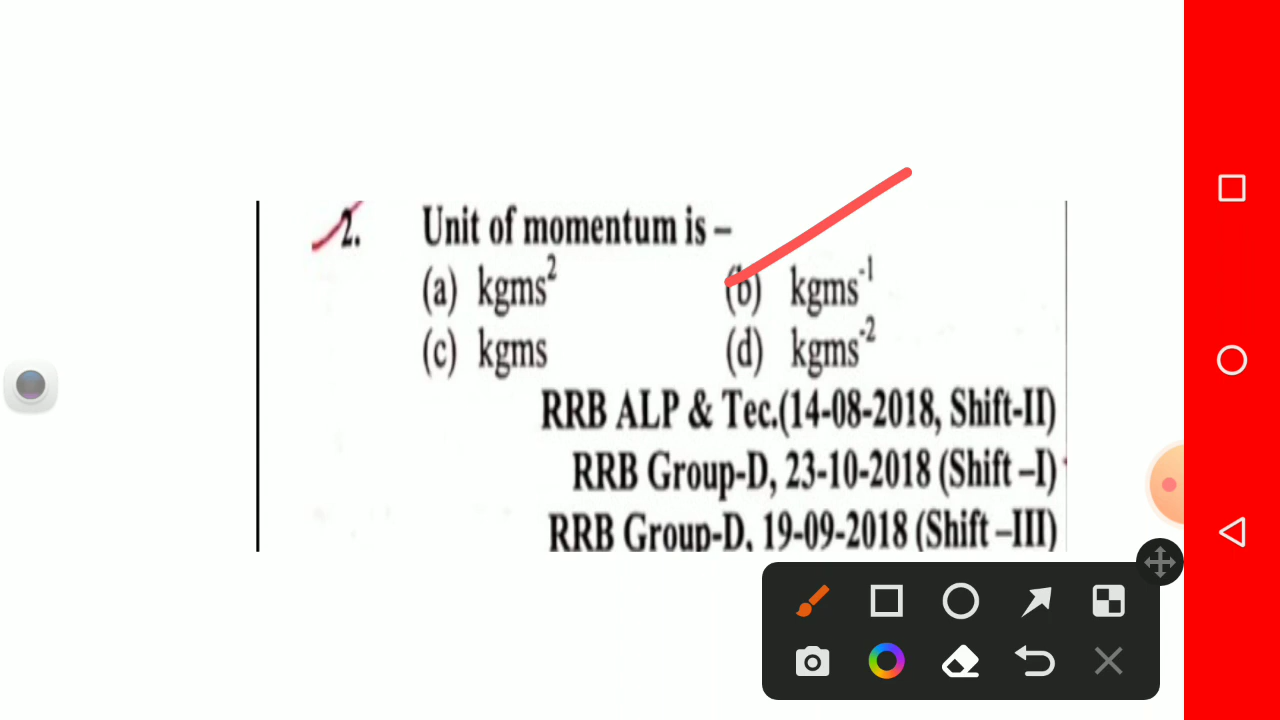 2. Unit of momentum is –
(a) kgms² (b) kgms⁻¹
(c) kgms (d) kgms⁻²
RRB ALP & Tec.(14-08-2018, Shift-II)
RRB Group-D, 23-10-2018 (Shift –I)
RRB Group-D, 19-09-2018 (Shift –III)